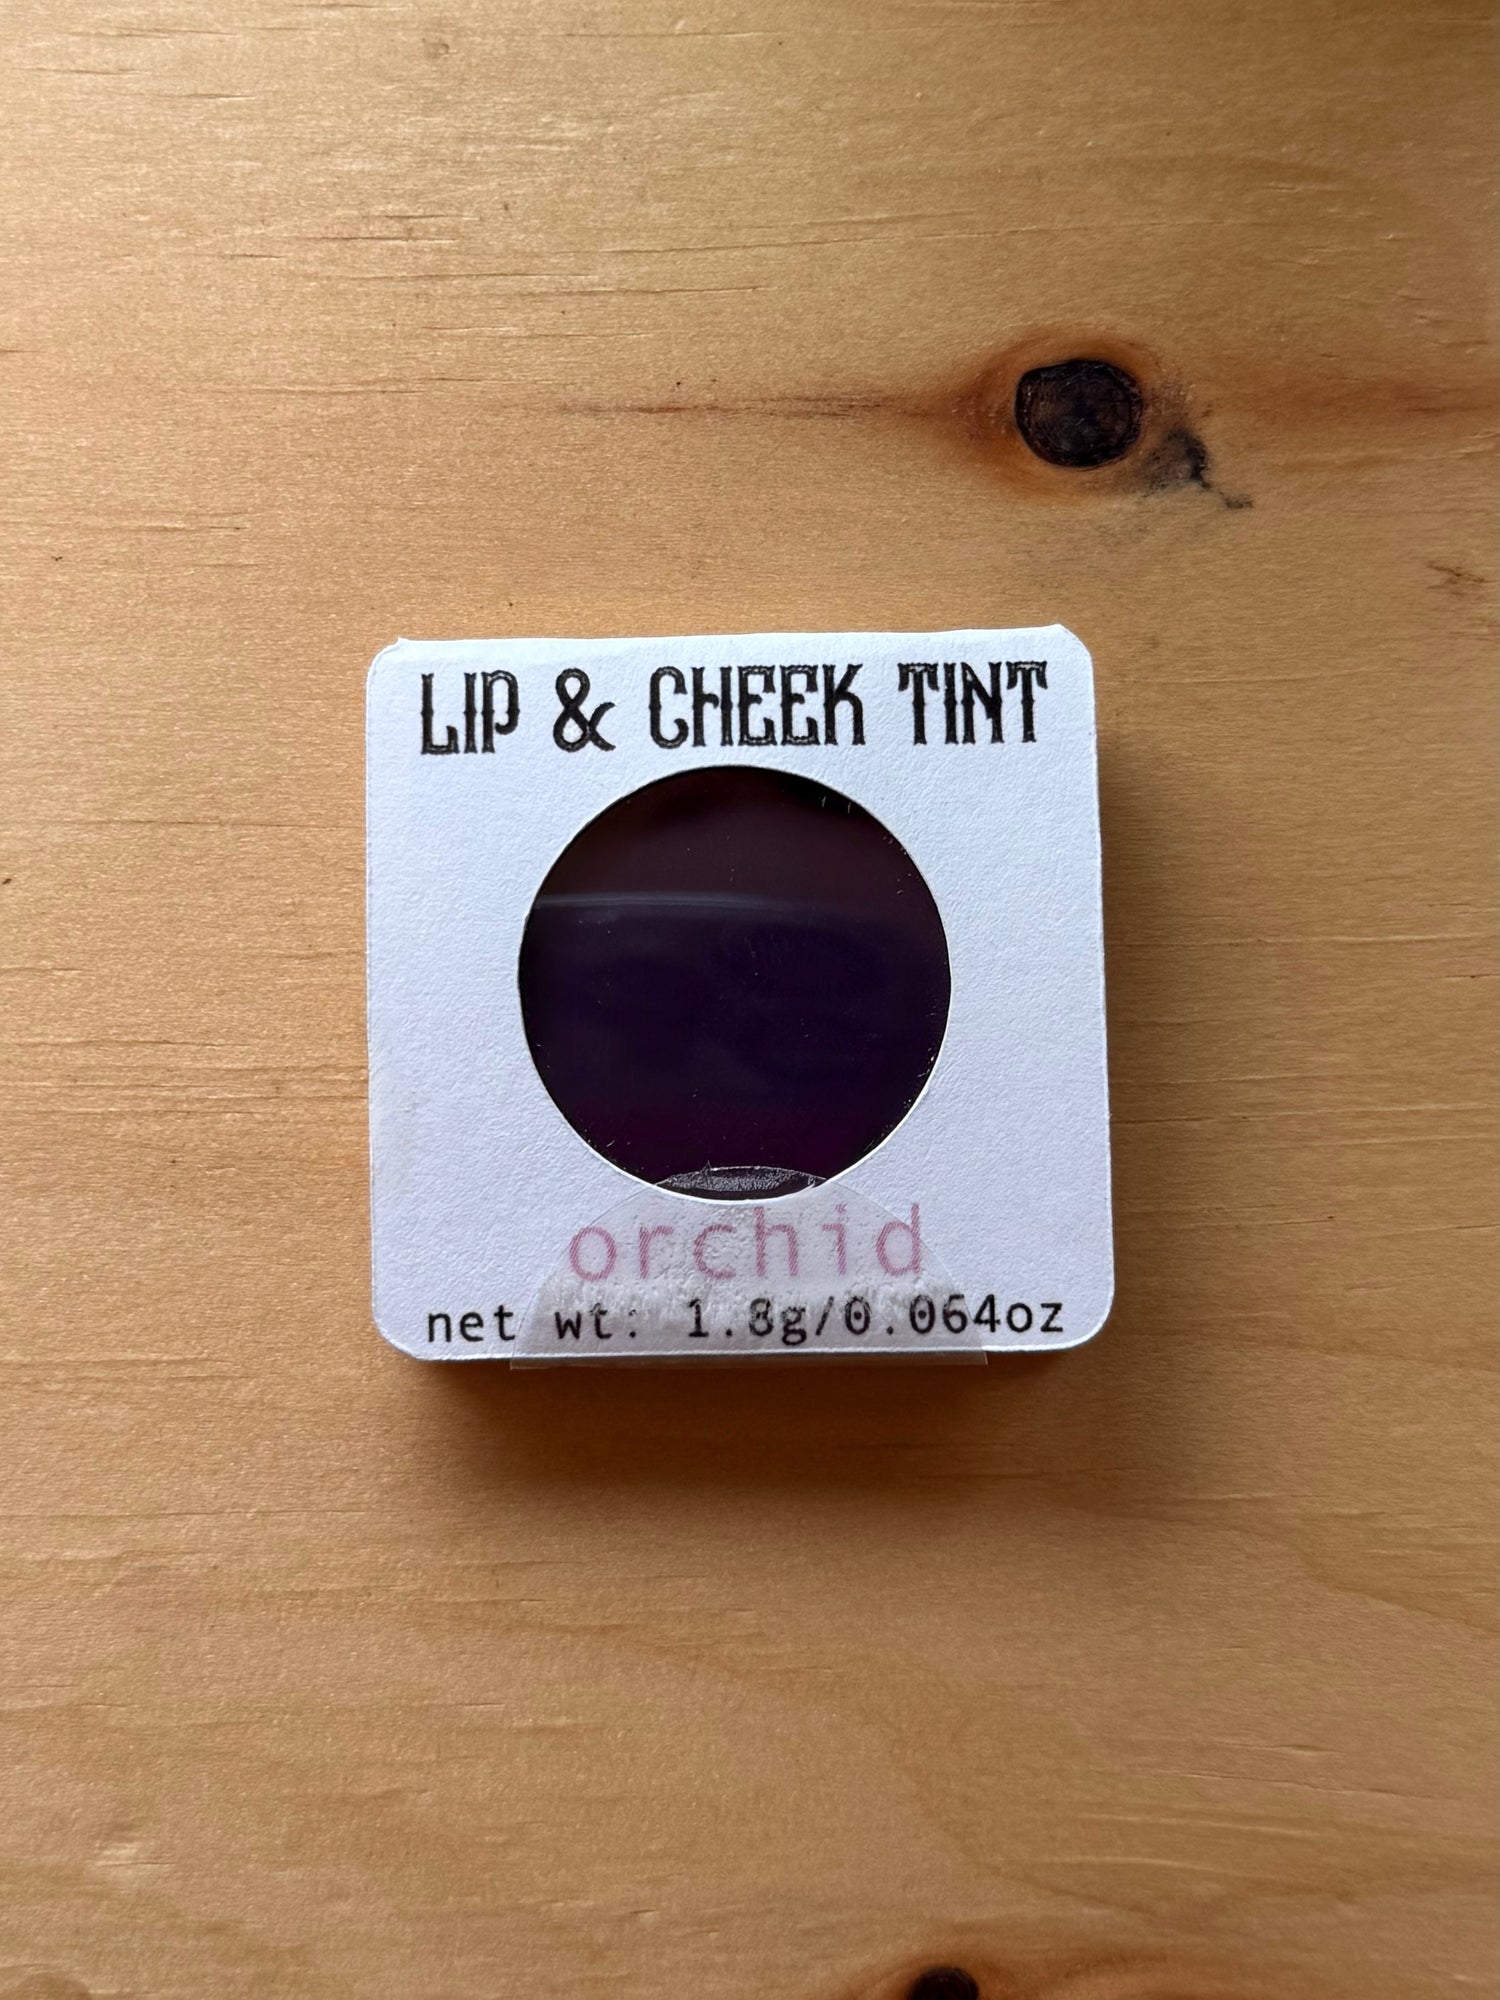 LIP & CHEEK TINT
orchid
net wt: 1.8g/0.064oz